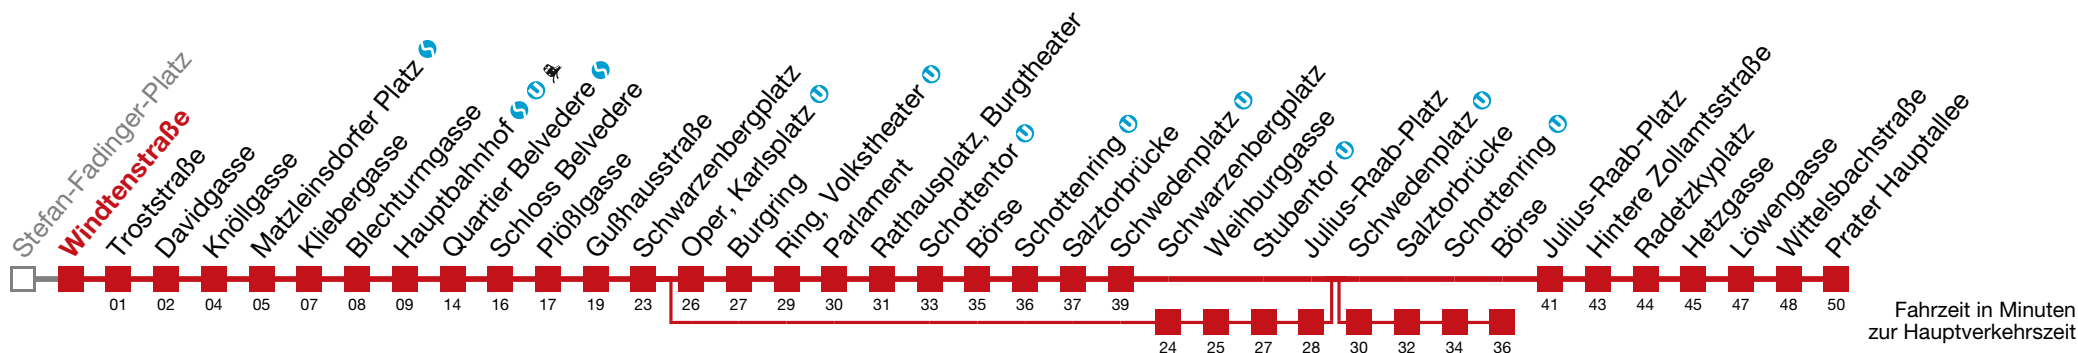 Stefan-Fadinger-Platz
Windtenstraße
Troststraße
Davidgasse
Knöllgasse
Matzleinsdorfer Platz
Kliebergasse
Blechturmgasse
Hauptbahnhof
Quartier Belvedere
Schloss Belvedere
Plößlgasse
Gußhausstraße
Schwarzenbergplatz
Oper, Karlsplatz
Burgring
Ring, Volkstheater
Parlament
Rathausplatz, Burgtheater
Schottentor
Börse
Schottenring
Salztorbrücke
Schwedenplatz
Schwarzenbergplatz
Weihburggasse
Stubentor
Julius-Raab-Platz
Schwedenplatz
Salztorbrücke
Schottenring
Börse
Julius-Raab-Platz
Hintere Zollamtsstraße
Radetzkyplatz
Hetzgasse
Löwengasse
Wittelsbachstraße
Prater Hauptallee
01 02 04 05 07 08 09 14 16 17 19 23 26 27 29 30 31 33 35 36 37 39 41 43 44 45 47 48 50
24 25 27 28 30 32 34 36
Fahrzeit in Minuten
zur Hauptverkehrszeit